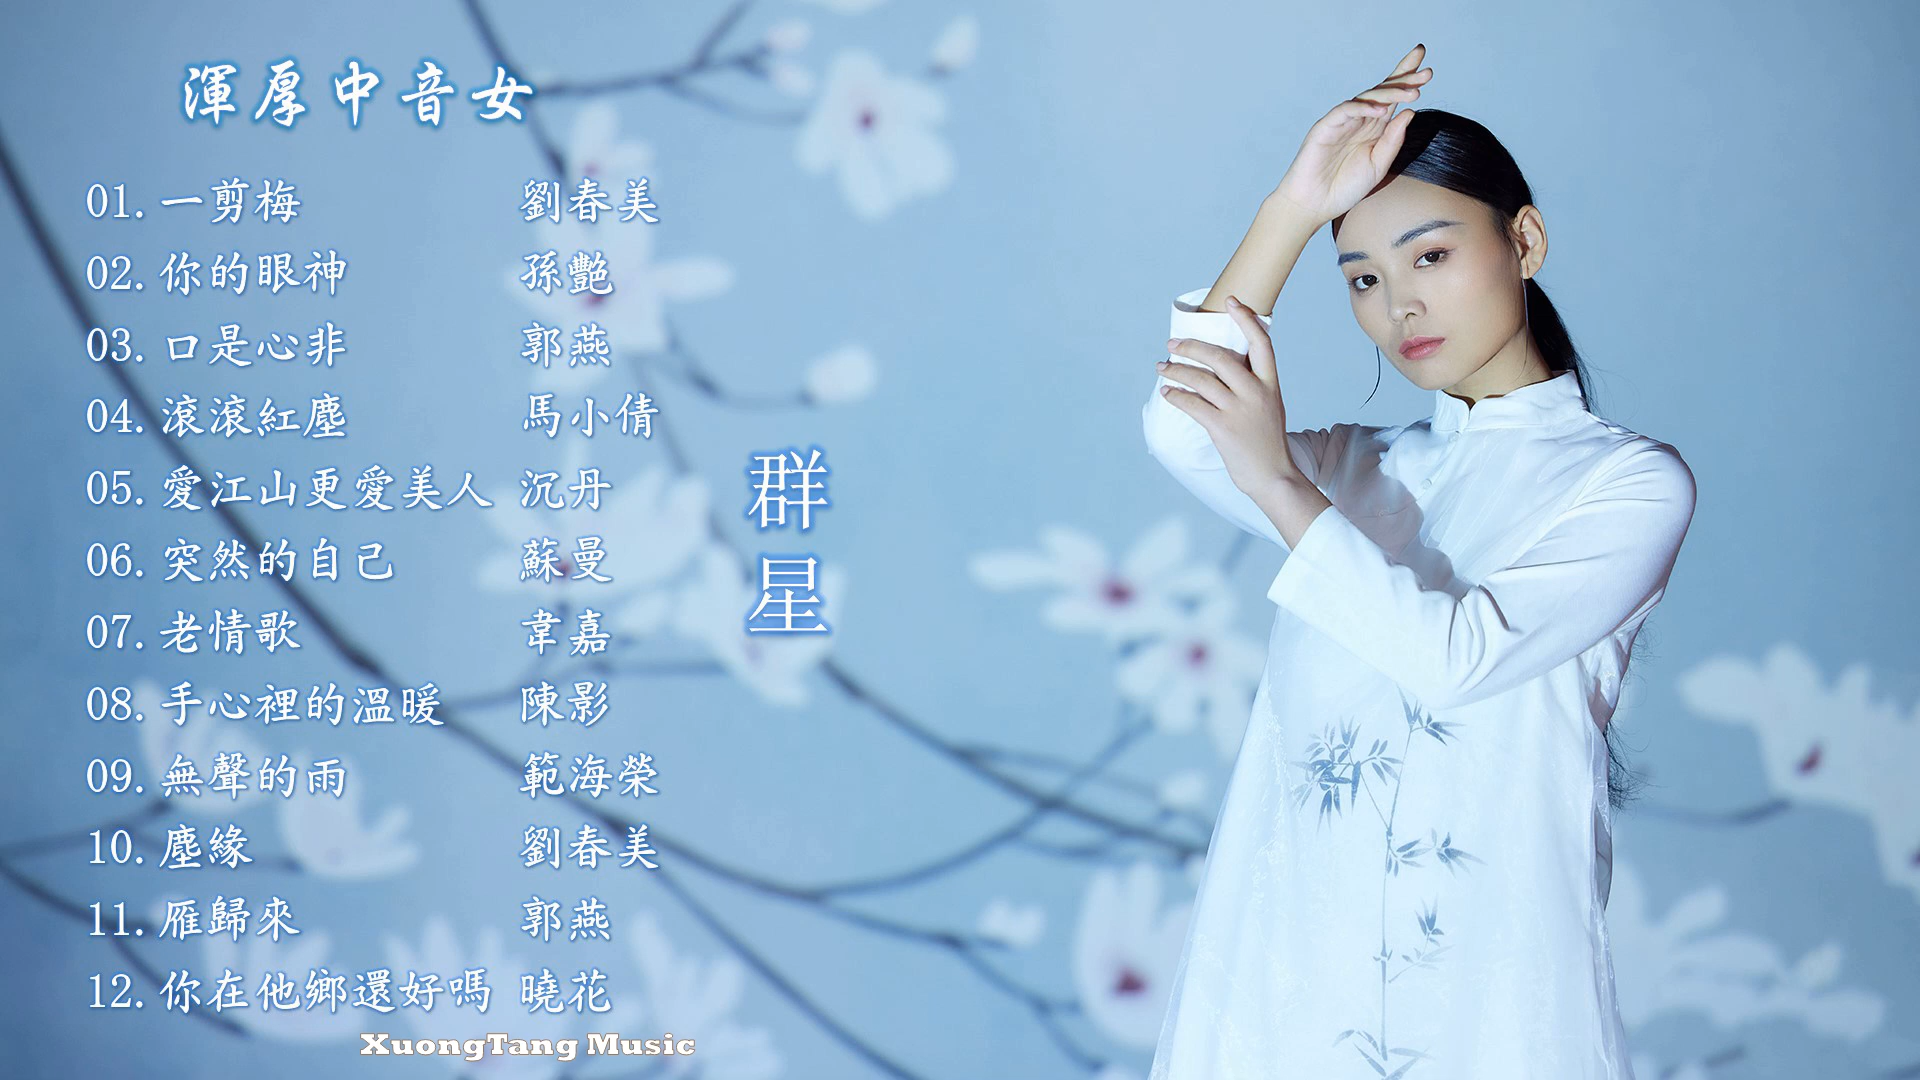 渾厚中音女
01.一剪梅 劉春美
02.你的眼神 孫艷
03.口是心非 郭燕
04.滾滾紅塵 馬小倩
05.愛江山更愛美人 沉丹
06.突然的自己 蘇曼
07.老情歌 韋嘉
08.手心裡的溫暖 陳影
09.無聲的雨 範海榮
10.塵緣 劉春美
11.雁歸來 郭燕
12.你在他鄉還好嗎 曉花
群星
XuongTang Music